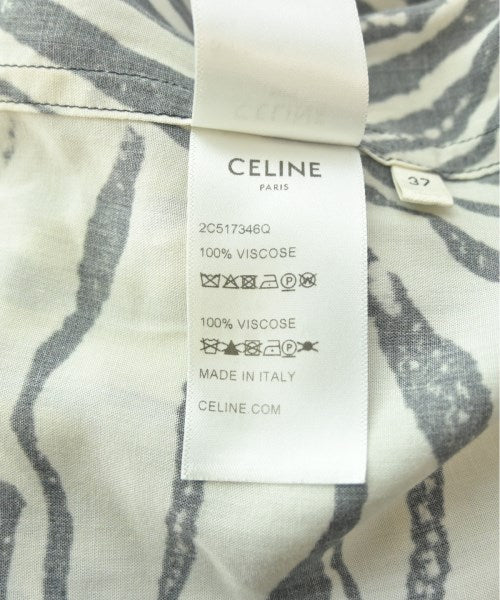 CELINE
PARIS
37
2C517346Q
100% VISCOSE
100% VISCOSE
MADE IN ITALY
CELINE.COM